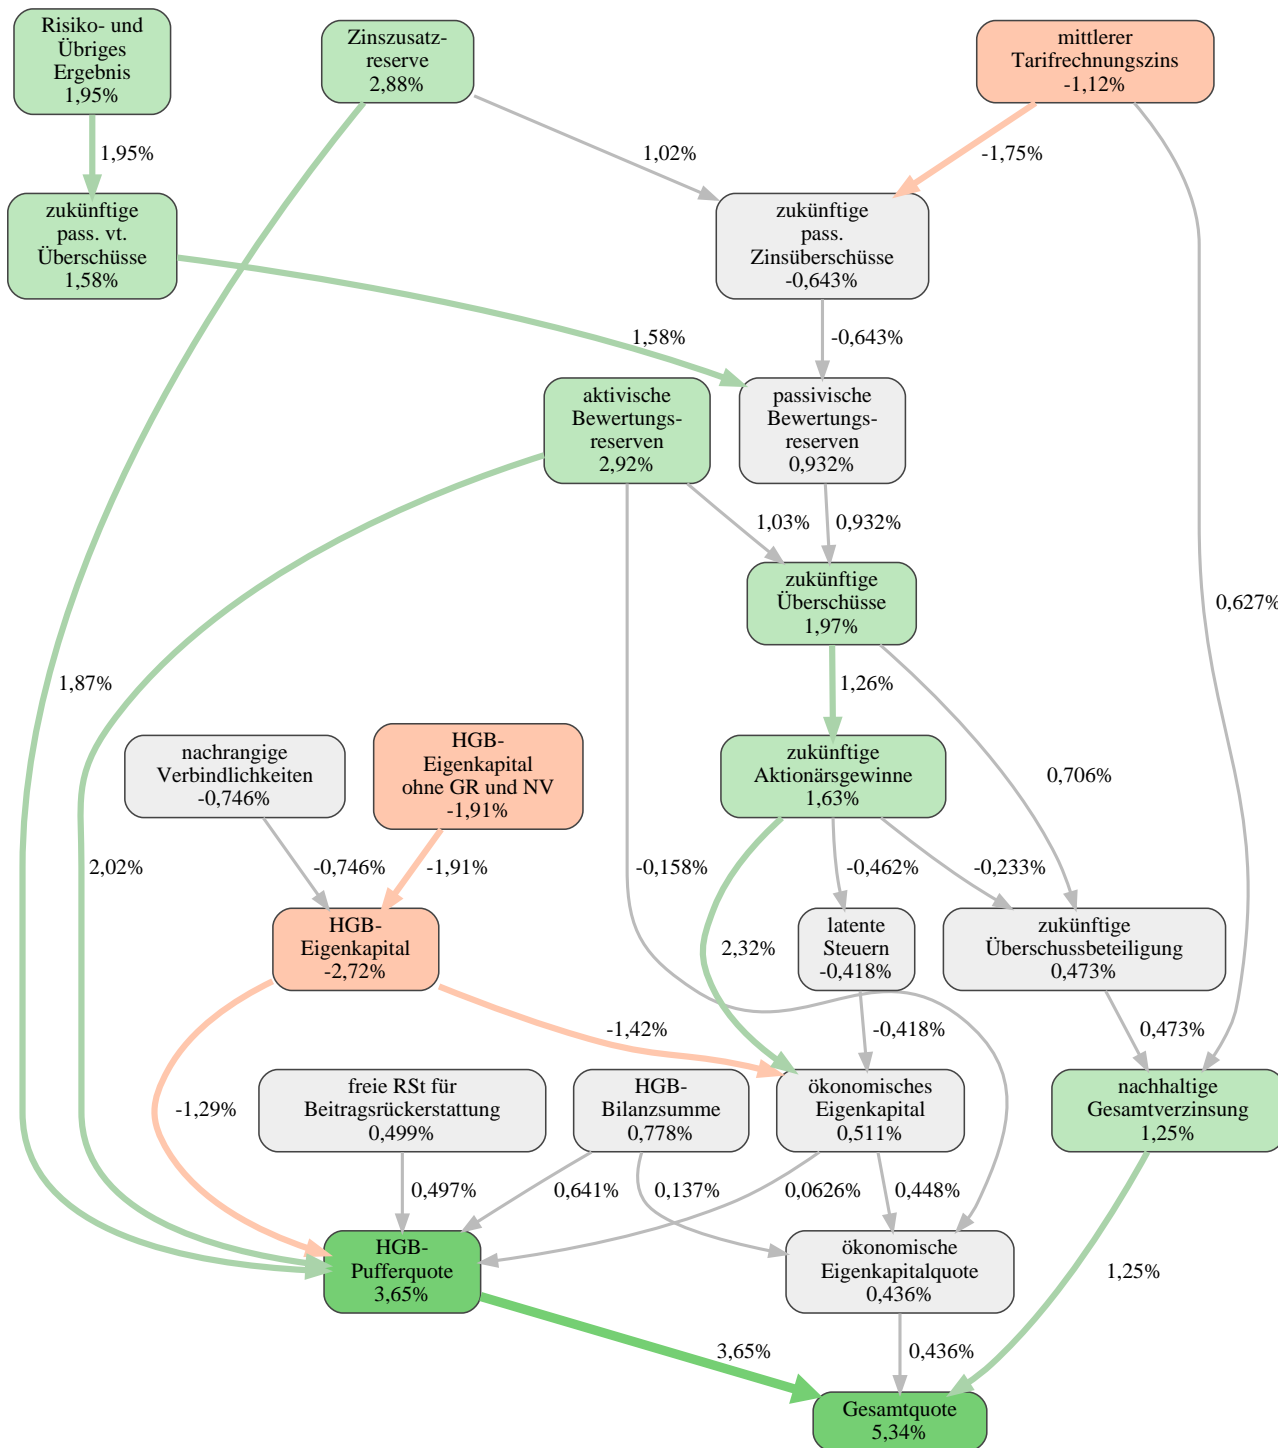 Risiko- und
Übriges
Ergebnis
1,95%
Zinszusatz-
reserve
2,88%
mittlerer
Tarifrechnungszins
-1,12%
1,95%
1,02%
-1,75%
zukünftige
pass. vt.
Überschüsse
1,58%
zukünftige
pass.
Zinsüberschüsse
-0,643%
1,58%
-0,643%
aktivische
Bewertungs-
reserven
2,92%
passivische
Bewertungs-
reserven
0,932%
1,03%
0,932%
zukünftige
Überschüsse
1,97%
0,627%
1,87%
1,26%
nachrangige
Verbindlichkeiten
-0,746%
HGB-
Eigenkapital
ohne GR und NV
-1,91%
zukünftige
Aktionärsgewinne
1,63%
0,706%
2,02%
-0,746%
-1,91%
-0,158%
-0,462%
-0,233%
HGB-
Eigenkapital
-2,72%
2,32%
latente
Steuern
-0,418%
zukünftige
Überschussbeteiligung
0,473%
-1,42%
-0,418%
0,473%
-1,29%
freie RSt für
Beitragsrückerstattung
0,499%
HGB-
Bilanzsumme
0,778%
ökonomisches
Eigenkapital
0,511%
nachhaltige
Gesamtverzinsung
1,25%
0,497%
0,641%
0,137%
0,0626%
0,448%
HGB-
Pufferquote
3,65%
ökonomische
Eigenkapitalquote
0,436%
1,25%
3,65%
0,436%
Gesamtquote
5,34%